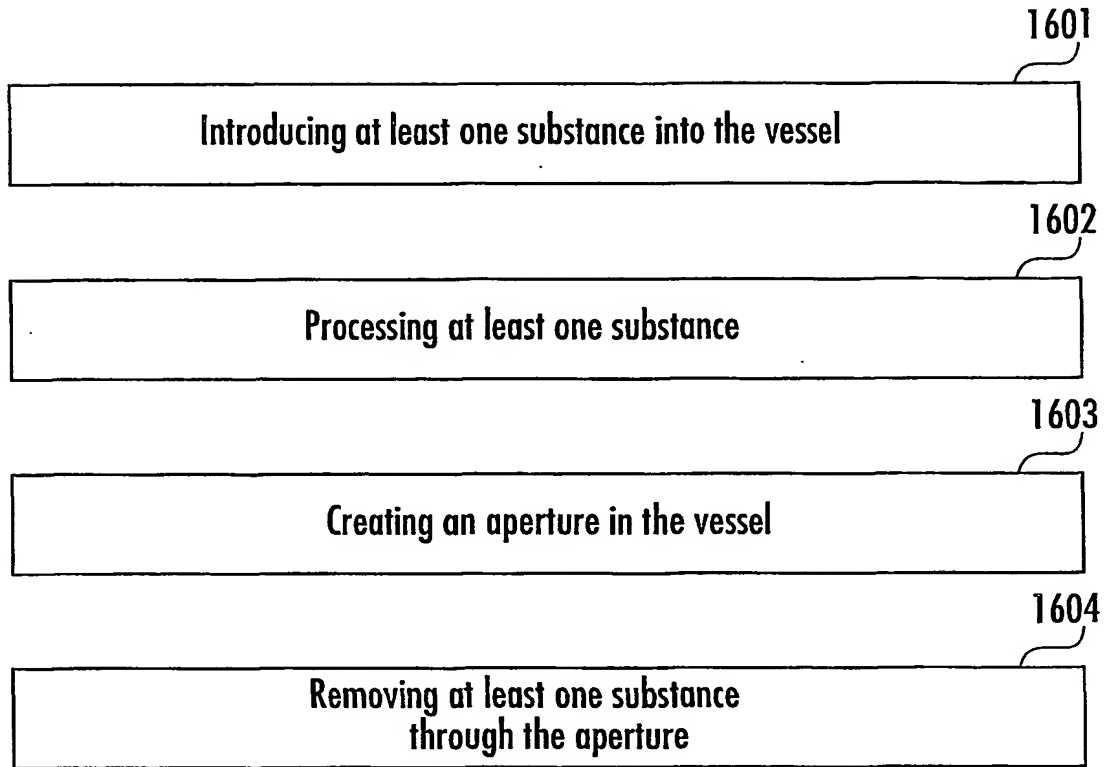 1601
Introducing at least one substance into the vessel
1602
Processing at least one substance
1603
Creating an aperture in the vessel
1604
Removing at least one substance
through the aperture